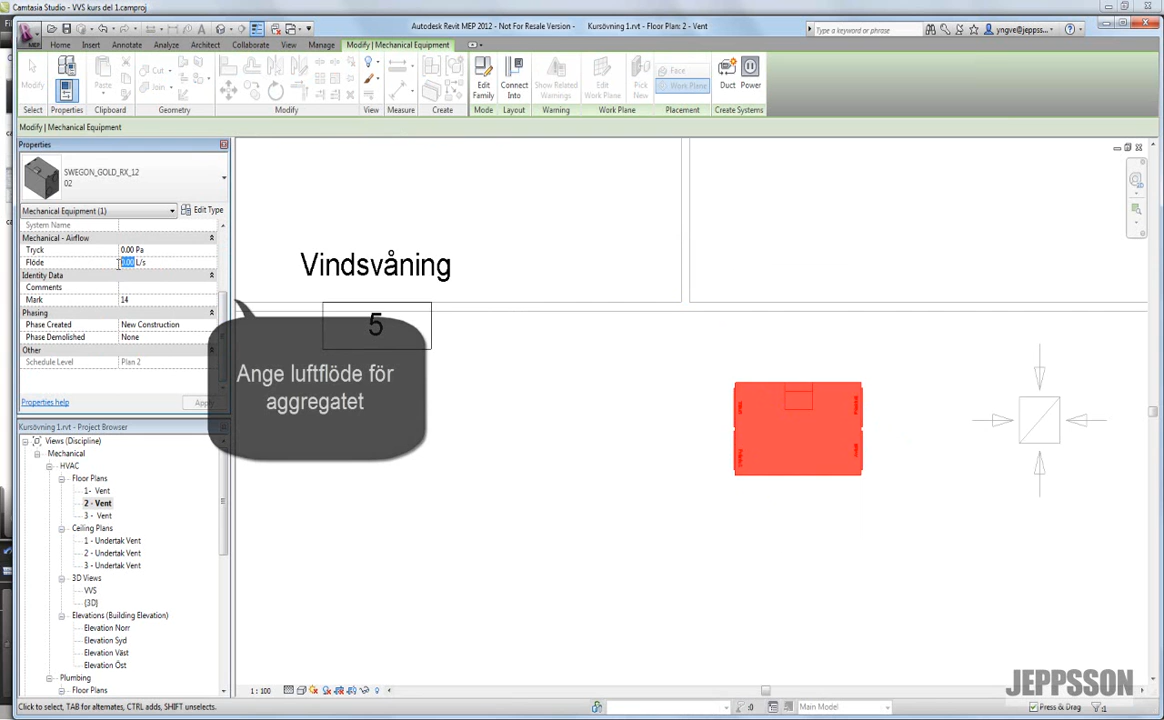 Camtasia Studio - VVS kurs del 1.camproj
Autodesk Revit MEP 2012 - Not For Resale Version - Kursövning 1.rvt - Floor Plan: 2 - Vent
Type a keyword or phrase
yngve@jeppss...
MEP
Home Insert Annotate Analyze Architect Collaborate View Manage Modify | Mechanical Equipment
Modify
Paste
Cut
Join
Edit Family
Connect Into
Show Related Warnings
Edit Work Plane
Pick New
Face
Work Plane
Duct Power
Select Properties Clipboard Geometry Modify View Measure Create Mode Layout Warning Work Plane Placement Create Systems
Modify | Mechanical Equipment
Properties
SWEGON_GOLD_RX_12
02
Mechanical Equipment (1)
Edit Type
System Name
Mechanical - Airflow
Tryck 0.00 Pa
Flöde 0.00 L/s
Identity Data
Comments
Mark 14
Phasing
Phase Created New Construction
Phase Demolished None
Other
Schedule Level Plan 2
Properties help
Apply
Vindsvåning
5
Ange luftflöde för
aggregatet
Kursövning 1.rvt - Project Browser
Views (Discipline)
Mechanical
HVAC
Floor Plans
1- Vent
2 - Vent
3 - Vent
Ceiling Plans
1 - Undertak Vent
2 - Undertak Vent
3 - Undertak Vent
3D Views
VVS
{3D}
Elevations (Building Elevation)
Elevation Norr
Elevation Syd
Elevation Väst
Elevation Öst
Plumbing
Floor Plans
1 : 100
JEPPSSON
Click to select, TAB for alternates, CTRL adds, SHIFT unselects.
:0
Main Model
Press & Drag
:1